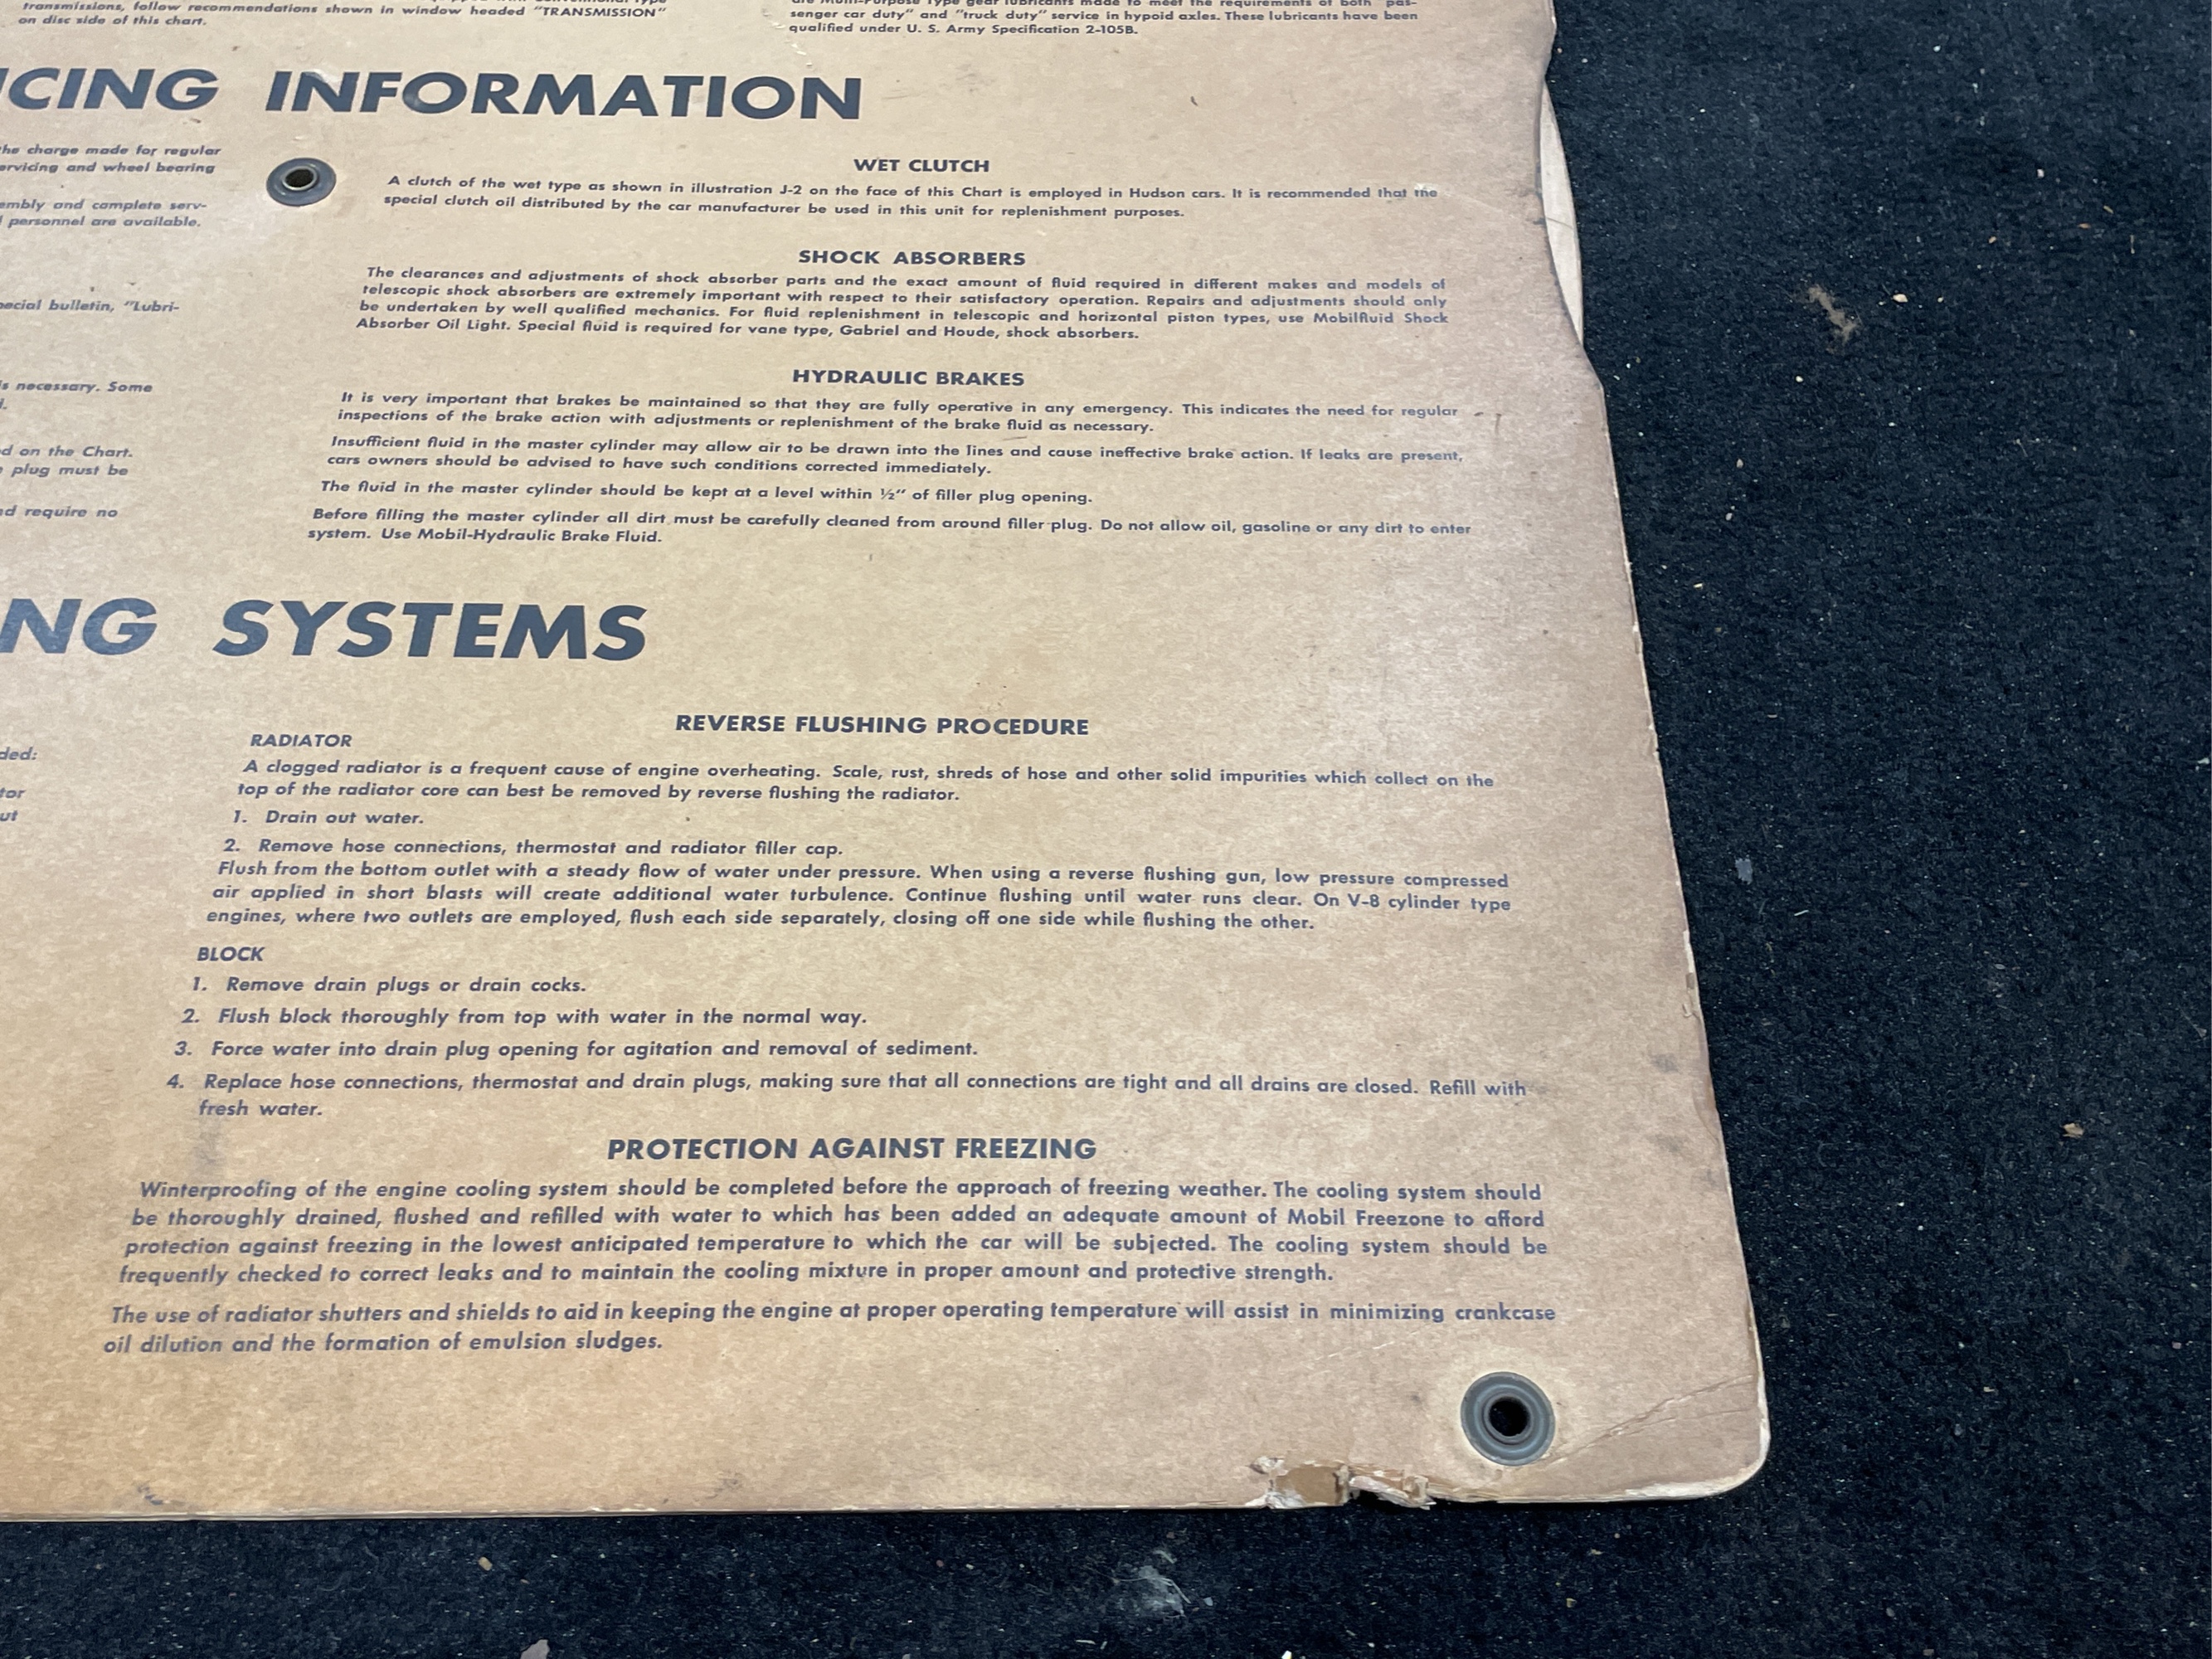 transmissions, follow recommendations shown in window headed "TRANSMISSION"
on disc side of this chart.
are Multi-Purpose Type gear lubricants made to meet the requirements of both "pas-
senger car duty" and "truck duty" service in hypoid axles. These lubricants have been
qualified under U. S. Army Specification 2-105B.
ICING INFORMATION
the charge made for regular
ervicing and wheel bearing
embly and complete serv-
personnel are available.
pecial bulletin, "Lubri-
is necessary. Some
d on the Chart.
plug must be
nd require no
WET CLUTCH
A clutch of the wet type as shown in illustration J-2 on the face of this Chart is employed in Hudson cars. It is recommended that the
special clutch oil distributed by the car manufacturer be used in this unit for replenishment purposes.
SHOCK ABSORBERS
The clearances and adjustments of shock absorber parts and the exact amount of fluid required in different makes and models of
telescopic shock absorbers are extremely important with respect to their satisfactory operation. Repairs and adjustments should only
be undertaken by well qualified mechanics. For fluid replenishment in telescopic and horizontal piston types, use Mobilfluid Shock
Absorber Oil Light. Special fluid is required for vane type, Gabriel and Houde, shock absorbers.
HYDRAULIC BRAKES
It is very important that brakes be maintained so that they are fully operative in any emergency. This indicates the need for regular
inspections of the brake action with adjustments or replenishment of the brake fluid as necessary.
Insufficient fluid in the master cylinder may allow air to be drawn into the lines and cause ineffective brake action. If leaks are present,
cars owners should be advised to have such conditions corrected immediately.
The fluid in the master cylinder should be kept at a level within ½" of filler plug opening.
Before filling the master cylinder all dirt must be carefully cleaned from around filler plug. Do not allow oil, gasoline or any dirt to enter
system. Use Mobil-Hydraulic Brake Fluid.
NG SYSTEMS
ded:
tor
ut
REVERSE FLUSHING PROCEDURE
RADIATOR
A clogged radiator is a frequent cause of engine overheating. Scale, rust, shreds of hose and other solid impurities which collect on the
top of the radiator core can best be removed by reverse flushing the radiator.
1. Drain out water.
2. Remove hose connections, thermostat and radiator filler cap.
Flush from the bottom outlet with a steady flow of water under pressure. When using a reverse flushing gun, low pressure compressed
air applied in short blasts will create additional water turbulence. Continue flushing until water runs clear. On V-8 cylinder type
engines, where two outlets are employed, flush each side separately, closing off one side while flushing the other.
BLOCK
1. Remove drain plugs or drain cocks.
2. Flush block thoroughly from top with water in the normal way.
3. Force water into drain plug opening for agitation and removal of sediment.
4. Replace hose connections, thermostat and drain plugs, making sure that all connections are tight and all drains are closed. Refill with
fresh water.
PROTECTION AGAINST FREEZING
Winterproofing of the engine cooling system should be completed before the approach of freezing weather. The cooling system should
be thoroughly drained, flushed and refilled with water to which has been added an adequate amount of Mobil Freezone to afford
protection against freezing in the lowest anticipated temperature to which the car will be subjected. The cooling system should be
frequently checked to correct leaks and to maintain the cooling mixture in proper amount and protective strength.
The use of radiator shutters and shields to aid in keeping the engine at proper operating temperature will assist in minimizing crankcase
oil dilution and the formation of emulsion sludges.